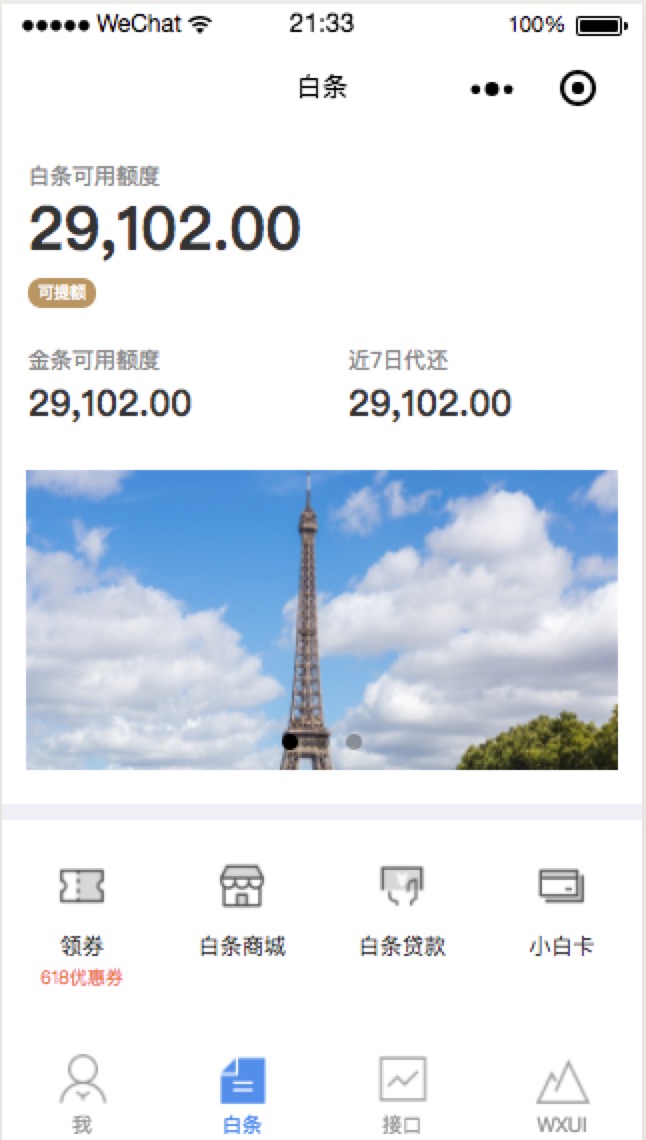 WeChat 21:33 100%
白条
白条可用额度
29,102.00
可提额
金条可用额度 近7日代还
29,102.00 29,102.00
领券 白条商城 白条贷款 小白卡
618优惠券
我 白条 接口 WXUI